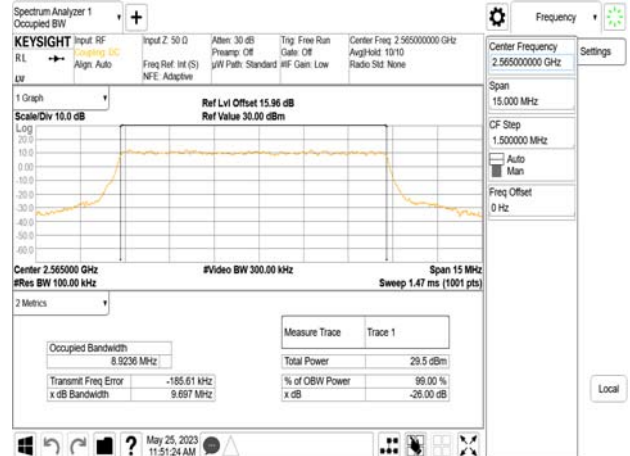 Spectrum Analyzer 1
Occupied BW
Frequency
KEYSIGHT
Input: RF
Coupling: DC
Align: Auto
Input Z: 50 Ω
Freq Ref: Int (S)
NFE: Adaptive
Atten: 30 dB
Preamp: Off
µW Path: Standard
Trig: Free Run
Gate: Off
#IF Gain: Low
Center Freq: 2.565000000 GHz
Avg|Hold: 10/10
Radio Std: None
RL
Center Frequency
2.565000000 GHz
Settings
Span
15.000 MHz
CF Step
1.500000 MHz
Auto
Man
Freq Offset
0 Hz
1 Graph
Scale/Div 10.0 dB
Ref Lvl Offset 15.96 dB
Ref Value 30.00 dBm
Log
20.0
10.0
0.00
-10.0
-20.0
-30.0
-40.0
-50.0
-60.0
Center 2.565000 GHz
#Video BW 300.00 kHz
Span 15 MHz
#Res BW 100.00 kHz
Sweep 1.47 ms (1001 pts)
2 Metrics
Occupied Bandwidth
8.9236 MHz
Transmit Freq Error -185.61 kHz
x dB Bandwidth 9.697 MHz
Measure Trace Trace 1
Total Power 29.5 dBm
% of OBW Power 99.00 %
x dB -26.00 dB
Local
May 25, 2023
11:51:24 AM